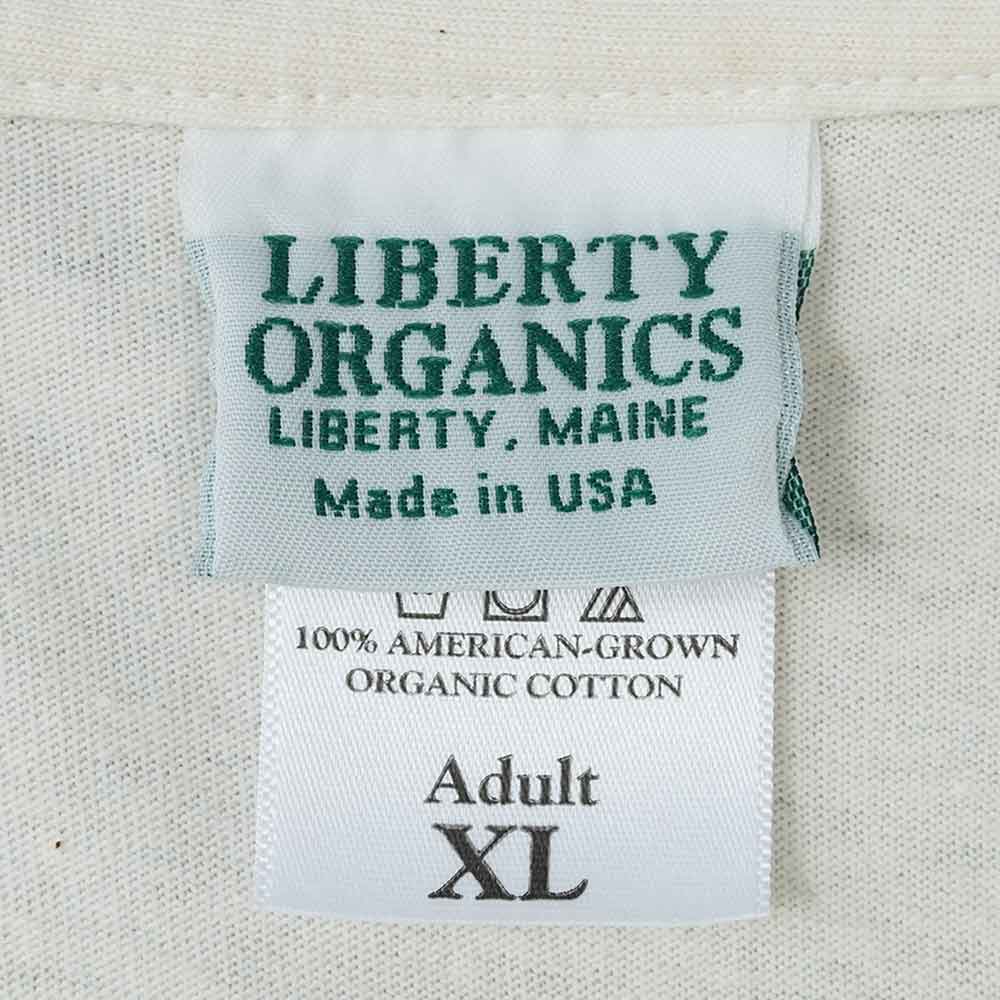 LIBERTY
ORGANICS
LIBERTY, MAINE
Made in USA
100% AMERICAN-GROWN
ORGANIC COTTON
Adult
XL